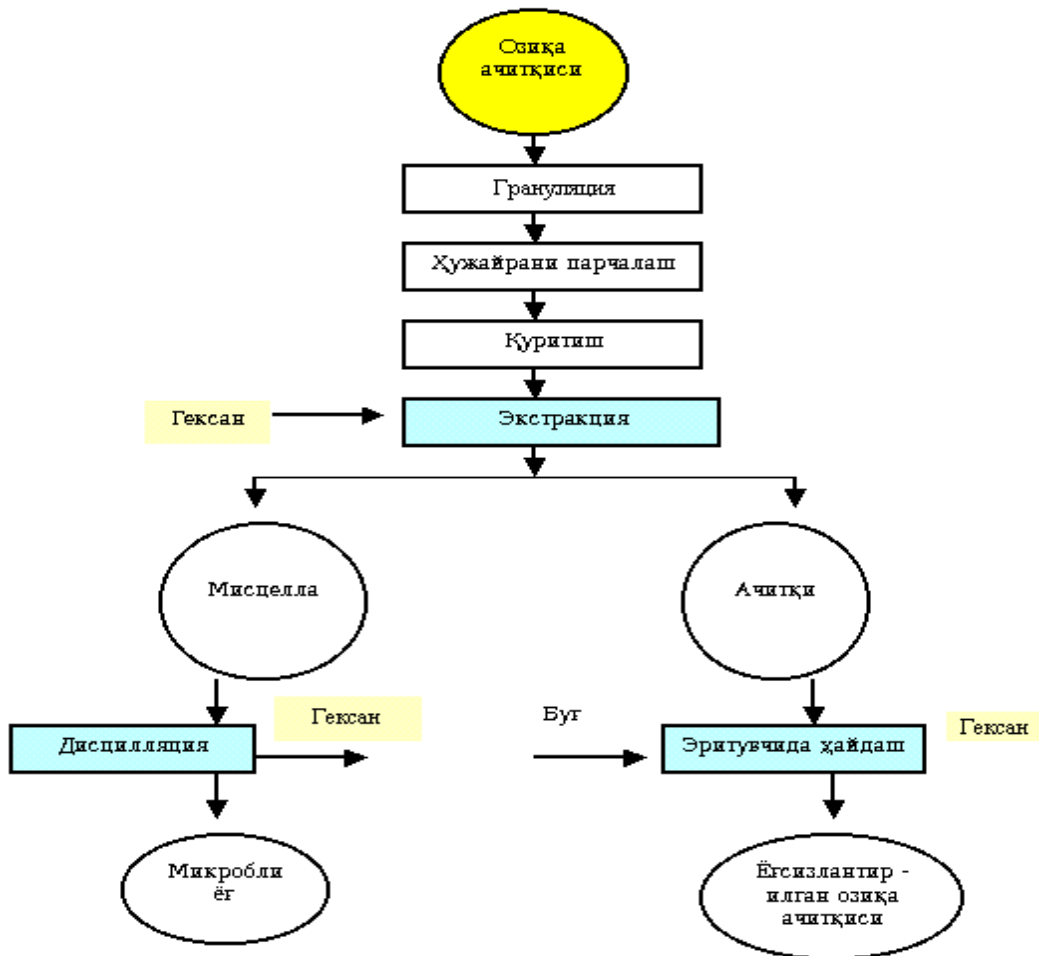 Озиқа
ачитқиси
Грануляция
Ҳужайрани парчалаш
Қуритиш
Гексан
Экстракция
Мисцелла
Ачитқи
Гексан
Буғ
Гексан
Дисцилляция
Эритувчида ҳайдаш
Микробли
ёғ
Ёғсизлантир -
илган озиқа
ачитқиси